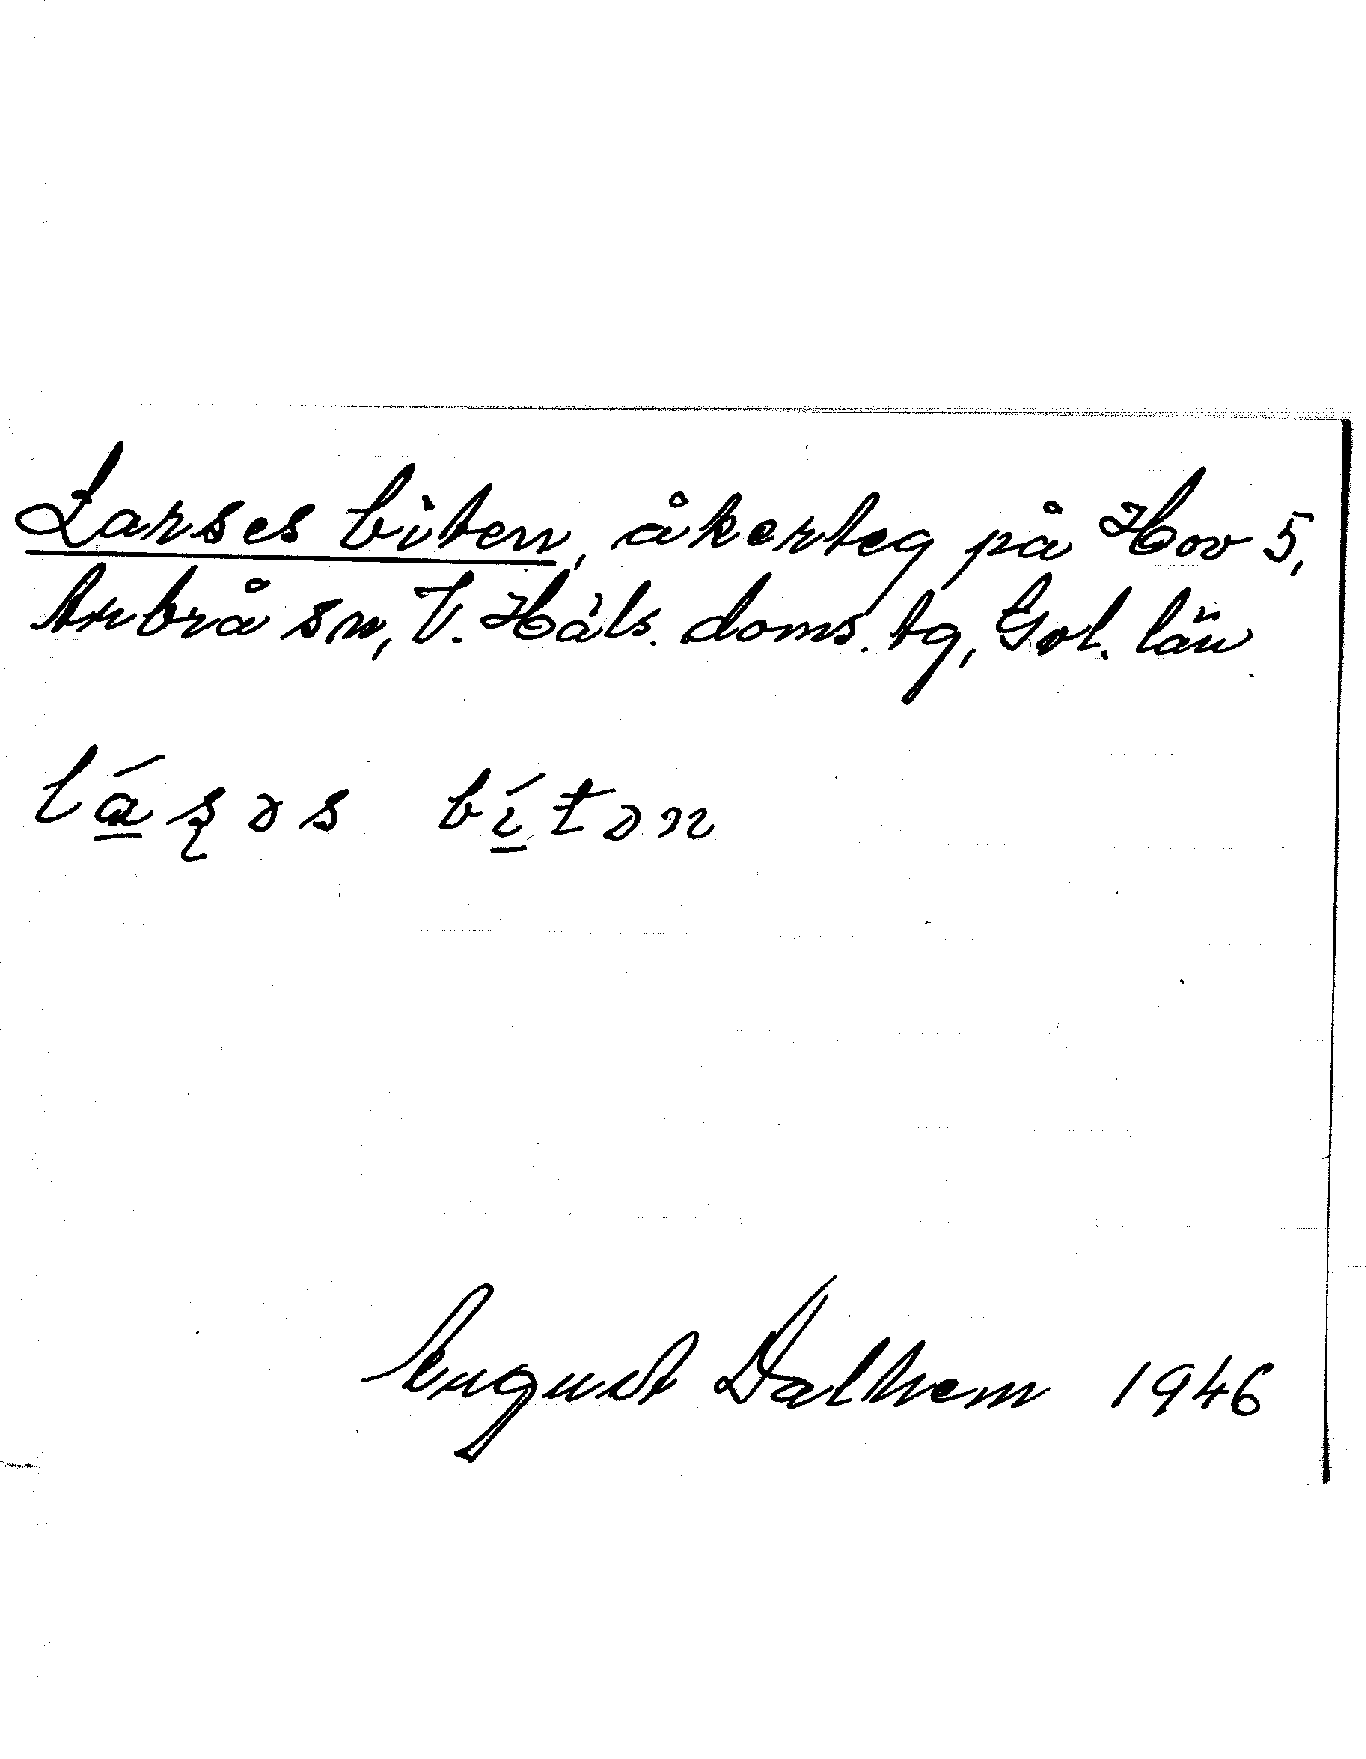 Larses biten, åkerteg på Hov 5,
Arbrå sn, V. Häls. doms. tg, Gvl. län
lá̱ʂəs bí̱tən
August Dalhem 1946